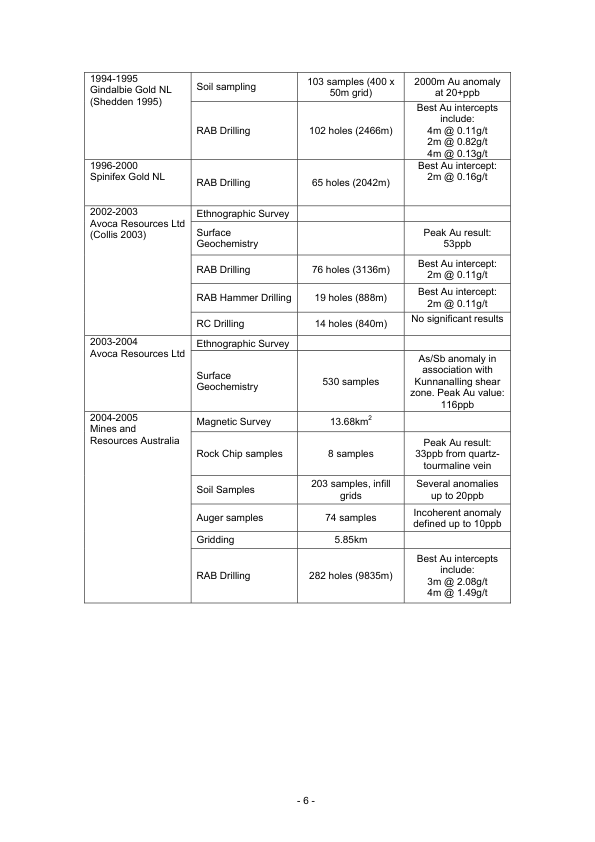 1994-1995
Gindalbie Gold NL
(Shedden 1995)
Soil sampling
103 samples (400 x
50m grid)
2000m Au anomaly
at 20+ppb
RAB Drilling
102 holes (2466m)
Best Au intercepts
include:
4m @ 0.11g/t
2m @ 0.82g/t
4m @ 0.13g/t
1996-2000
Spinifex Gold NL
RAB Drilling
65 holes (2042m)
Best Au intercept:
2m @ 0.16g/t
2002-2003
Avoca Resources Ltd
(Collis 2003)
Ethnographic Survey
Surface
Geochemistry
Peak Au result:
53ppb
RAB Drilling
76 holes (3136m)
Best Au intercept:
2m @ 0.11g/t
RAB Hammer Drilling
19 holes (888m)
Best Au intercept:
2m @ 0.11g/t
RC Drilling
14 holes (840m)
No significant results
2003-2004
Avoca Resources Ltd
Ethnographic Survey
Surface
Geochemistry
530 samples
As/Sb anomaly in
association with
Kunnanalling shear
zone. Peak Au value:
116ppb
2004-2005
Mines and
Resources Australia
Magnetic Survey
13.68km²
Rock Chip samples
8 samples
Peak Au result:
33ppb from quartz-
tourmaline vein
Soil Samples
203 samples, infill
grids
Several anomalies
up to 20ppb
Auger samples
74 samples
Incoherent anomaly
defined up to 10ppb
Gridding
5.85km
RAB Drilling
282 holes (9835m)
Best Au intercepts
include:
3m @ 2.08g/t
4m @ 1.49g/t
- 6 -